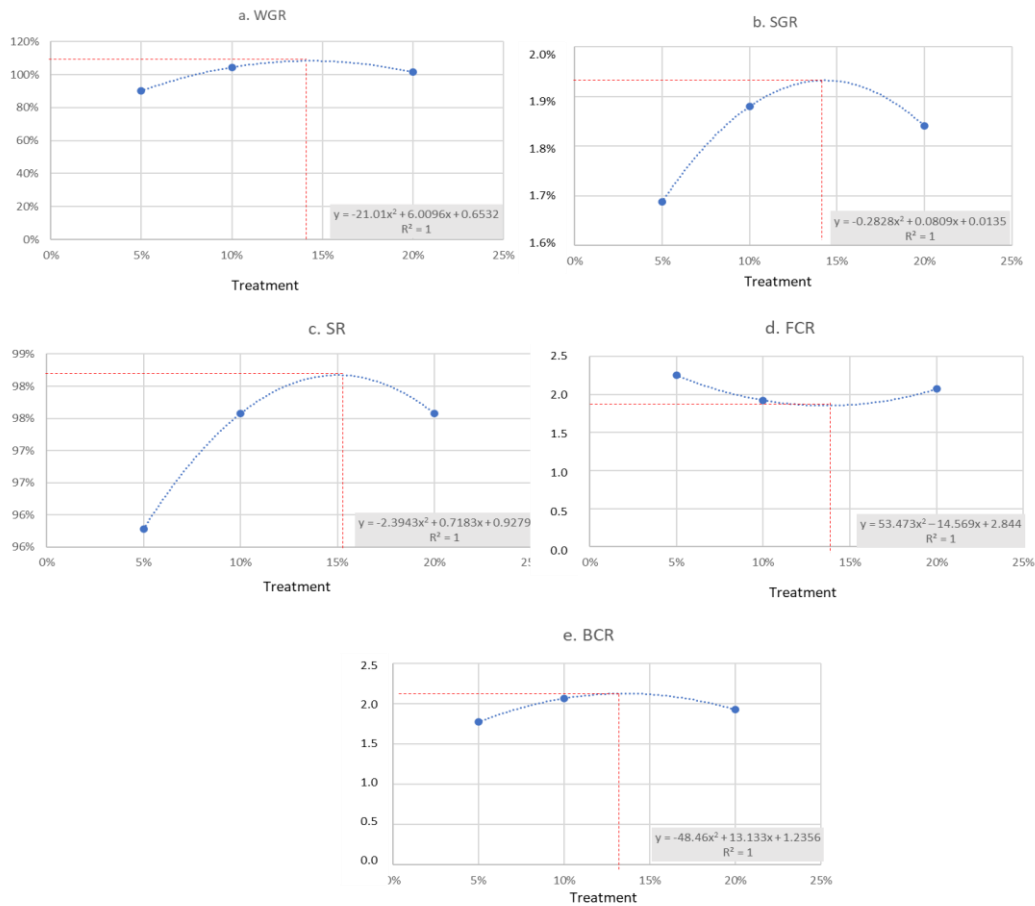 a. WGR
120%
100%
80%
60%
40%
20%
0%
0% 5% 10% 15% 20% 25%
y = -21.01x² + 6.0096x + 0.6532
R² = 1
Treatment
b. SGR
2.0%
1.9%
1.8%
1.7%
1.6%
0% 5% 10% 15% 20% 25%
y = -0.2828x² + 0.0809x + 0.0135
R² = 1
Treatment
c. SR
99%
98%
98%
97%
97%
96%
96%
0% 5% 10% 15% 20% 25
y = -2.3943x² + 0.7183x + 0.9279
R² = 1
Treatment
d. FCR
2.5
2.0
1.5
1.0
0.5
0.0
0% 5% 10% 15% 20% 25%
y = 53.473x² − 14.569x + 2.844
R² = 1
Treatment
e. BCR
2.5
2.0
1.5
1.0
0.5
0.0
0% 5% 10% 15% 20% 25%
y = -48.46x² + 13.133x + 1.2356
R² = 1
Treatment